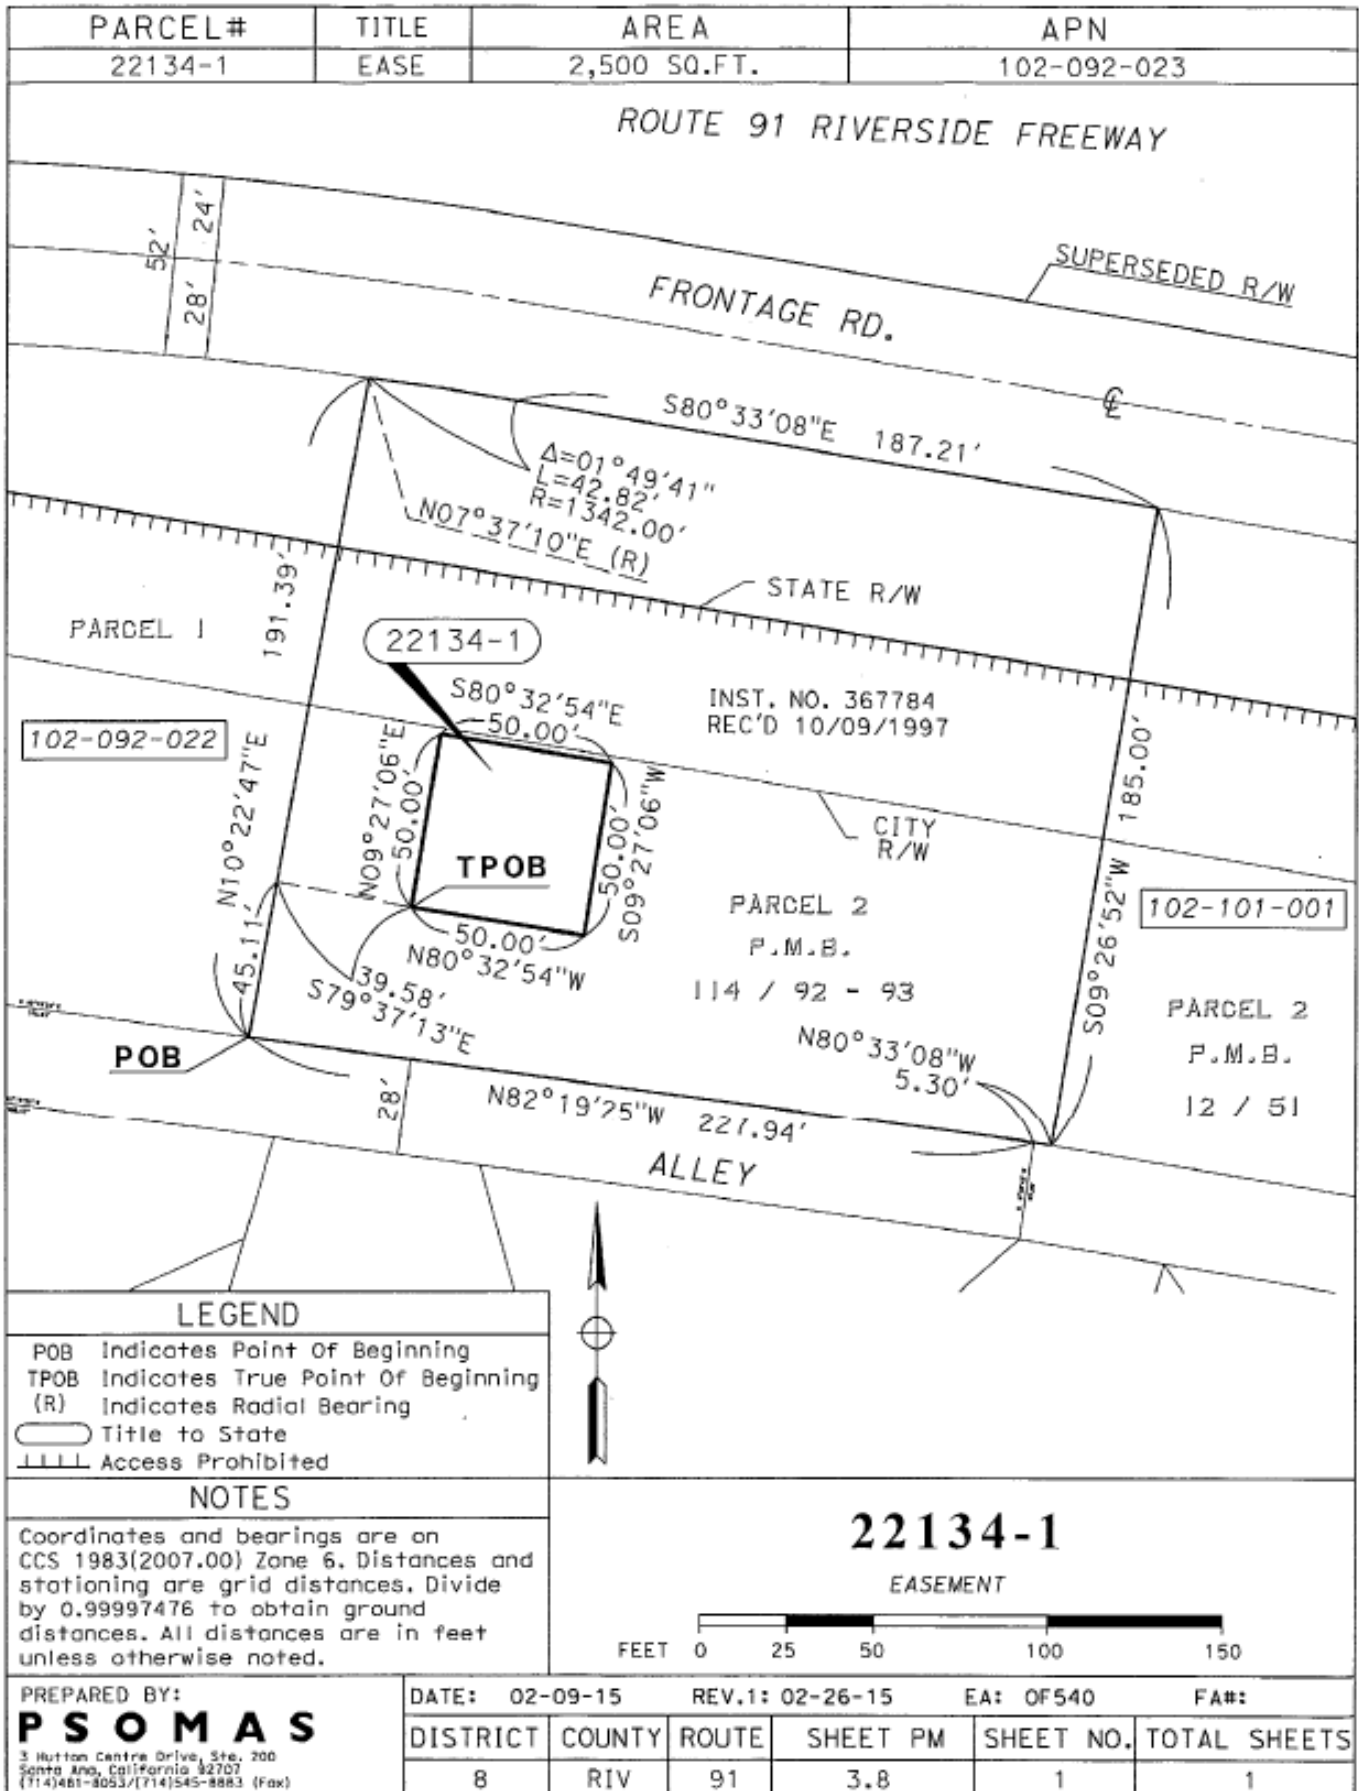 PARCEL# TITLE AREA APN
22134-1 EASE 2,500 SQ.FT. 102-092-023
ROUTE 91 RIVERSIDE FREEWAY
52' 24'
28'
SUPERSEDED R/W
FRONTAGE RD.
℄
S80°33'08"E 187.21'
Δ=01°49'41"
L=42.82'
R=1342.00'
N07°37'10"E (R)
STATE R/W
191.39'
PARCEL 1
22134-1
S80°32'54"E
50.00'
INST. NO. 367784
REC'D 10/09/1997
102-092-022
N10°22'47"E
N09°27'06"E
50.00'
50.00'
S09°27'06"W
185.00'
CITY
R/W
TPOB
S09°26'52"W
102-101-001
PARCEL 2
P.M.B.
114 / 92 - 93
45.11'
50.00'
N80°32'54"W
39.58'
S79°37'13"E
PARCEL 2
P.M.B.
12 / 51
N80°33'08"W
5.30'
POB
28'
N82°19'25"W 227.94'
ALLEY
LEGEND
POB Indicates Point Of Beginning
TPOB Indicates True Point Of Beginning
(R) Indicates Radial Bearing
Title to State
Access Prohibited
NOTES
Coordinates and bearings are on
CCS 1983(2007.00) Zone 6. Distances and
stationing are grid distances. Divide
by 0.99997476 to obtain ground
distances. All distances are in feet
unless otherwise noted.
22134-1
EASEMENT
FEET 0 25 50 100 150
PREPARED BY:
PSOMAS
3 Hutton Centre Drive, Ste. 200
Santa Ana, California 92707
(714)481-8053/(714)545-8883 (Fax)
DATE: 02-09-15 REV.1: 02-26-15 EA: OF540 FA#:
DISTRICT COUNTY ROUTE SHEET PM SHEET NO. TOTAL SHEETS
8 RIV 91 3.8 1 1